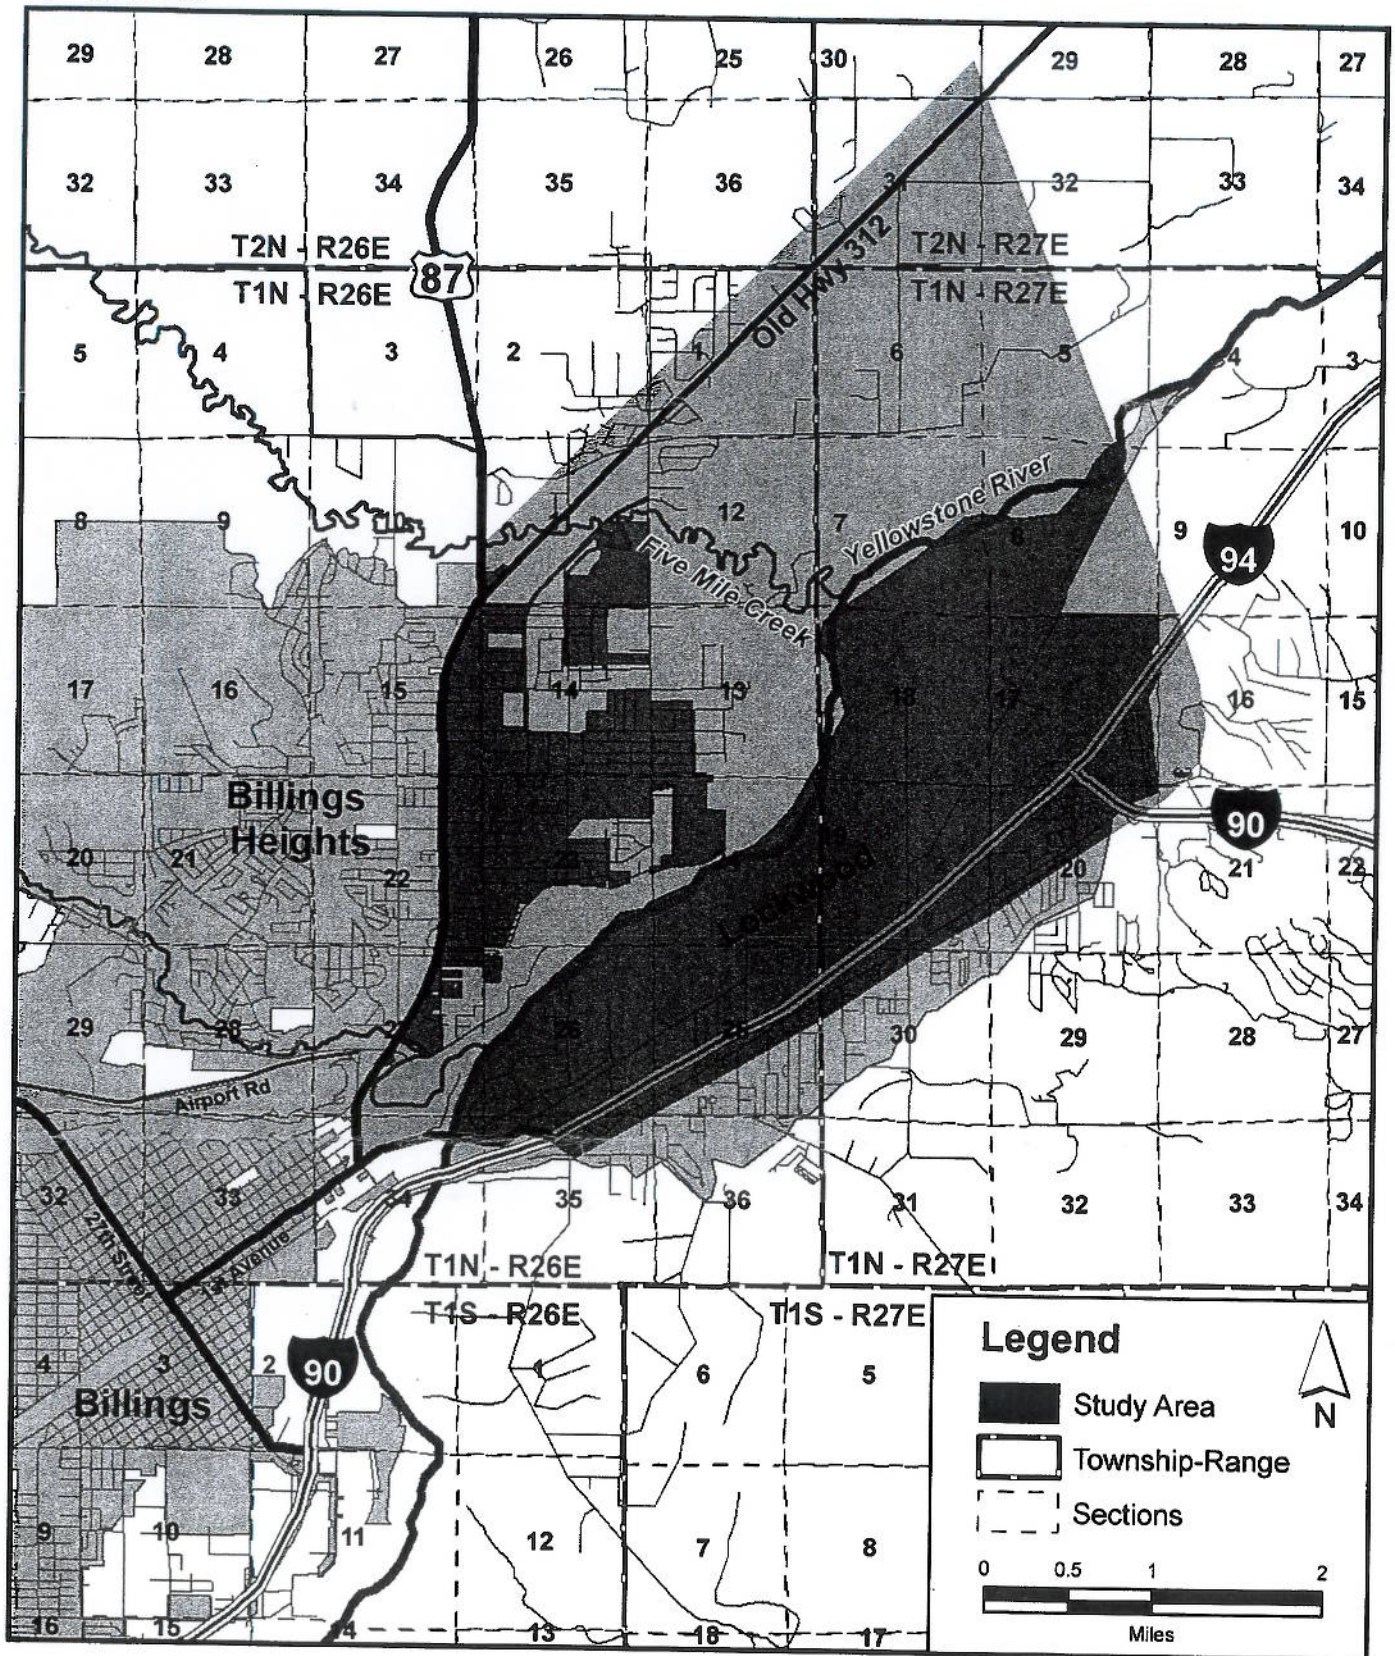 29 28 27 26 25 30 29 28 27
32 33 34 35 36 31 32 33 34
T2N - R26E
T2N - R27E
87
T1N - R26E
T1N - R27E
Old Hwy 312
5 4 3 2 1 6 5 4 3
8 9 12 7 8 9 10
Yellowstone River
Five Mile Creek
94
17 16 15 14 13 18 17 16 15
Billings
Heights
90
20 21 22 23 20 21 22
Lockwood
29 28 26 25 30 29 28 27
Airport Rd
32 33 34 35 36 31 32 33 34
27th Street
1st Avenue
T1N - R26E
T1N - R27E
T1S - R26E
T1S - R27E
4 3 2 6 5
90
Billings
9 10 11 12 7 8
16 15 14 13 18 17
Legend
Study Area
Township-Range
Sections
N
0 0.5 1 2
Miles